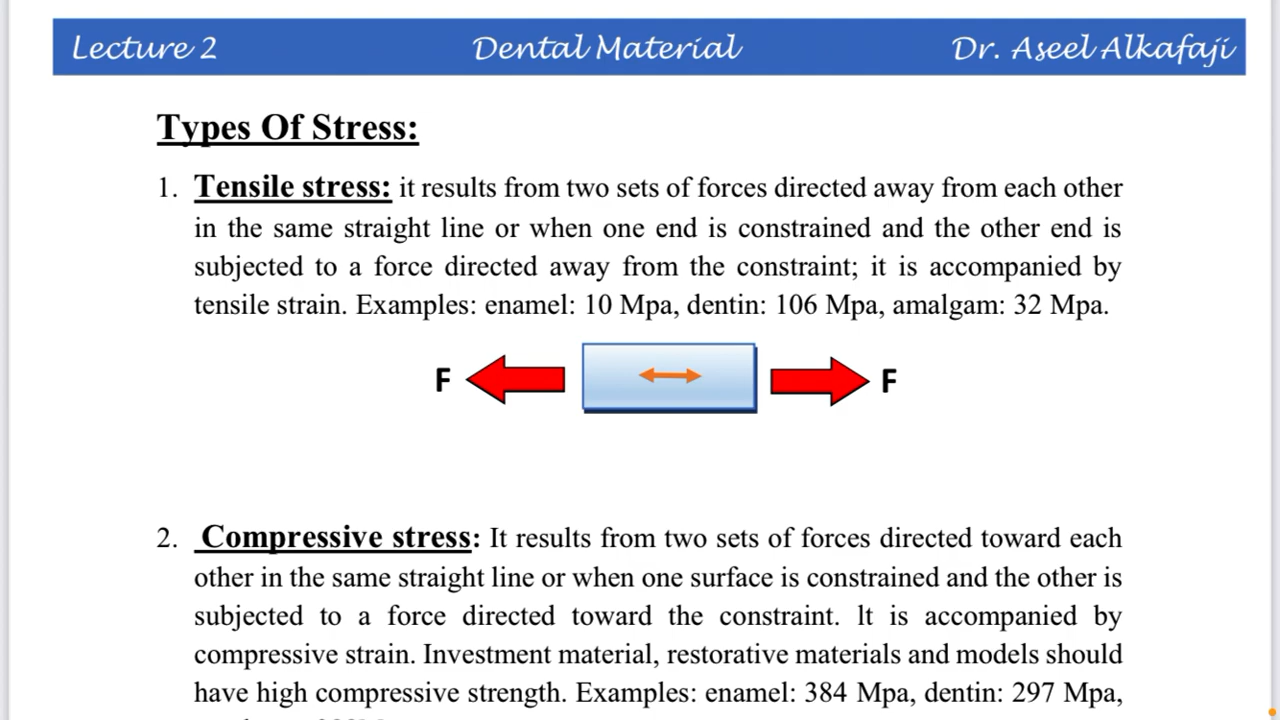 Lecture 2 Dental Material Dr. Aseel Alkafaji
Types Of Stress:
1. Tensile stress: it results from two sets of forces directed away from each other
in the same straight line or when one end is constrained and the other end is
subjected to a force directed away from the constraint; it is accompanied by
tensile strain. Examples: enamel: 10 Mpa, dentin: 106 Mpa, amalgam: 32 Mpa.
F F
2. Compressive stress: It results from two sets of forces directed toward each
other in the same straight line or when one surface is constrained and the other is
subjected to a force directed toward the constraint. lt is accompanied by
compressive strain. Investment material, restorative materials and models should
have high compressive strength. Examples: enamel: 384 Mpa, dentin: 297 Mpa,